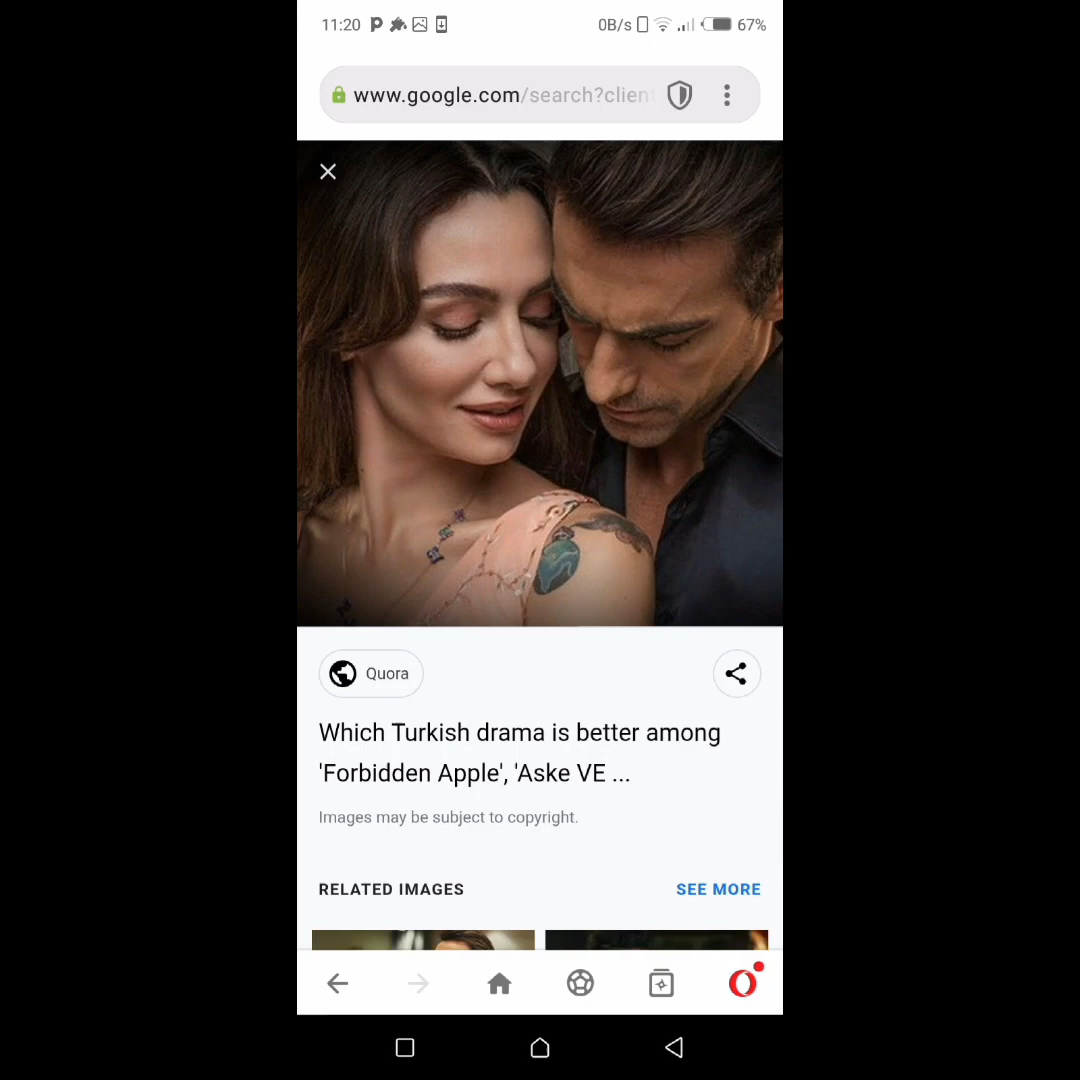 11:20
0B/s
67%
www.google.com/search?client
Quora
Which Turkish drama is better among
'Forbidden Apple', 'Aske VE ...
Images may be subject to copyright.
RELATED IMAGES
SEE MORE